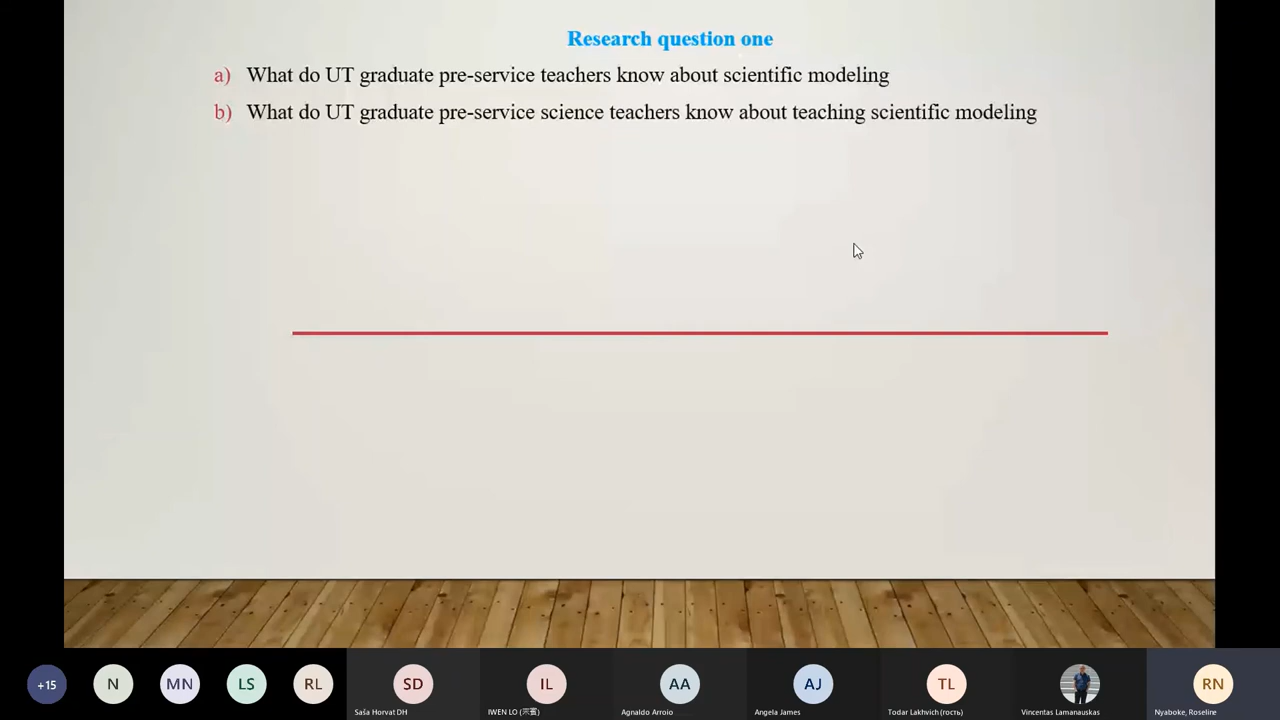 Research question one
a) What do UT graduate pre-service teachers know about scientific modeling
b) What do UT graduate pre-service science teachers know about teaching scientific modeling
+15
N
MN
LS
RL
SD
IL
AA
AJ
TL
RN
Saša Horvat DH
IWEN LO (宗賓)
Agnaldo Arroio
Angela James
Todar Lakhvich (гость)
Vincentas Lamanauskas
Nyaboke, Roseline